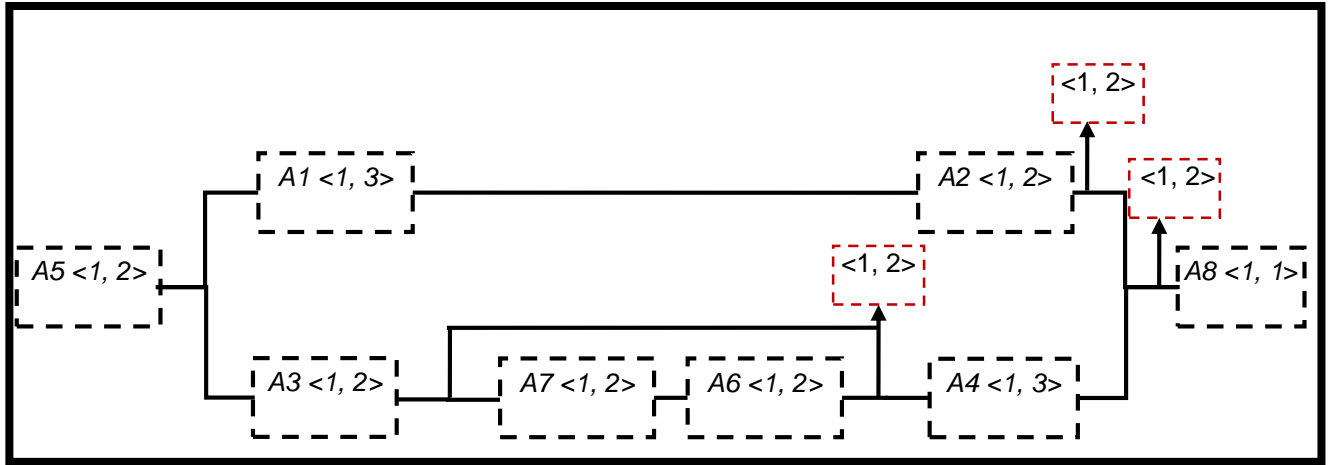 <1, 2>
A1 <1, 3>
A2 <1, 2>
<1, 2>
A5 <1, 2>
<1, 2>
A8 <1, 1>
A3 <1, 2>
A7 <1, 2>
A6 <1, 2>
A4 <1, 3>